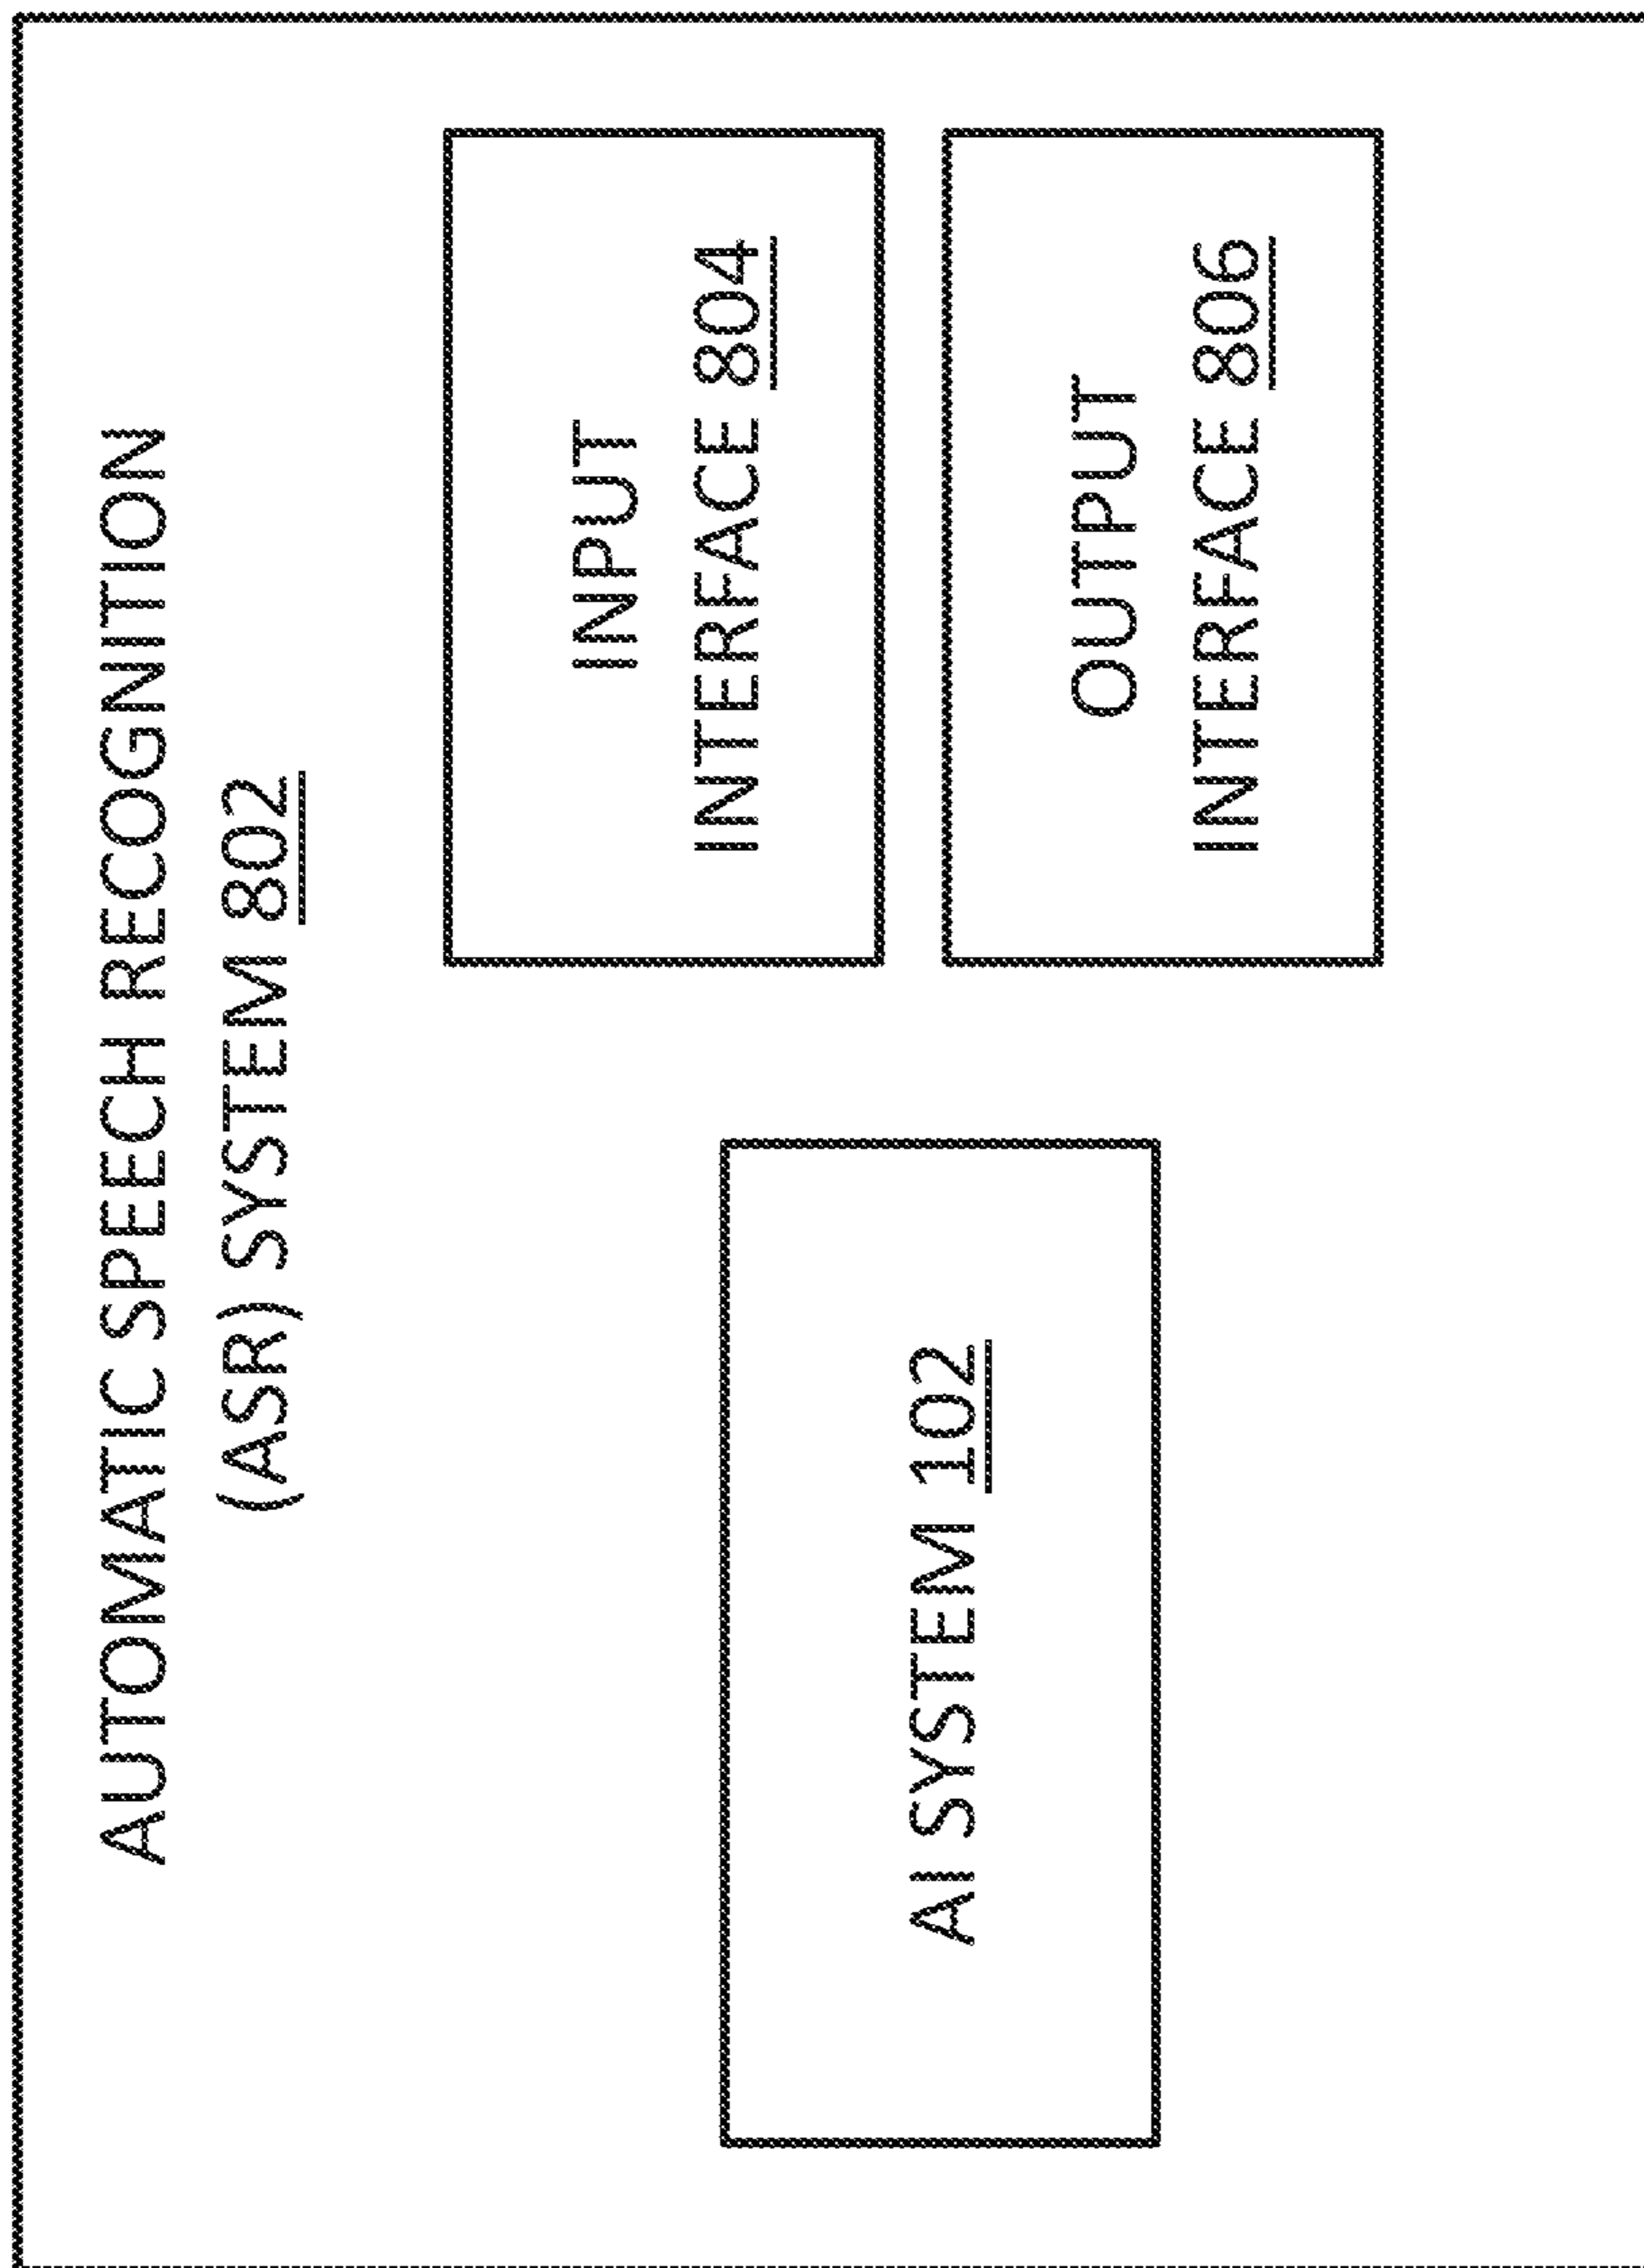 AUTOMATIC SPEECH RECOGNITION
(ASR) SYSTEM 802
AI SYSTEM 102
INPUT
INTERFACE 804
OUTPUT
INTERFACE 806